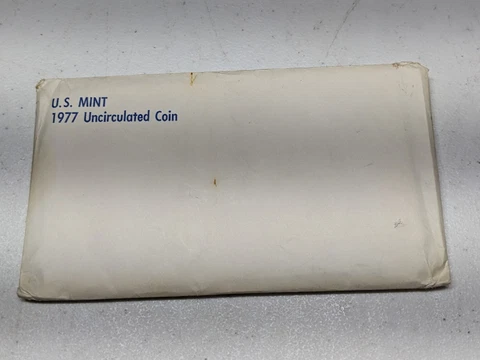 U.S. MINT
1977 Uncirculated Coin